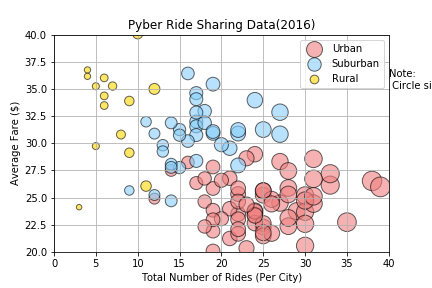 Pyber Ride Sharing Data(2016)
40.0
37.5
35.0
32.5
30.0
27.5
25.0
22.5
20.0
Average Fare ($)
Urban
Suburban
Rural
Note:
Circle si
0 5 10 15 20 25 30 35 40
Total Number of Rides (Per City)